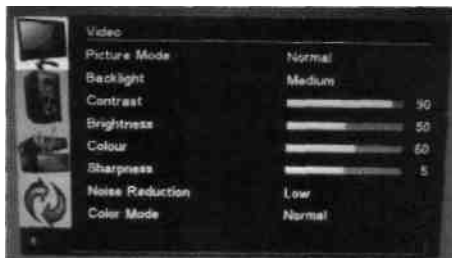 Video
Picture Mode Normal
Backlight Medium
Contrast 90
Brightness 50
Colour 60
Sharpness 5
Noise Reduction Low
Color Mode Normal